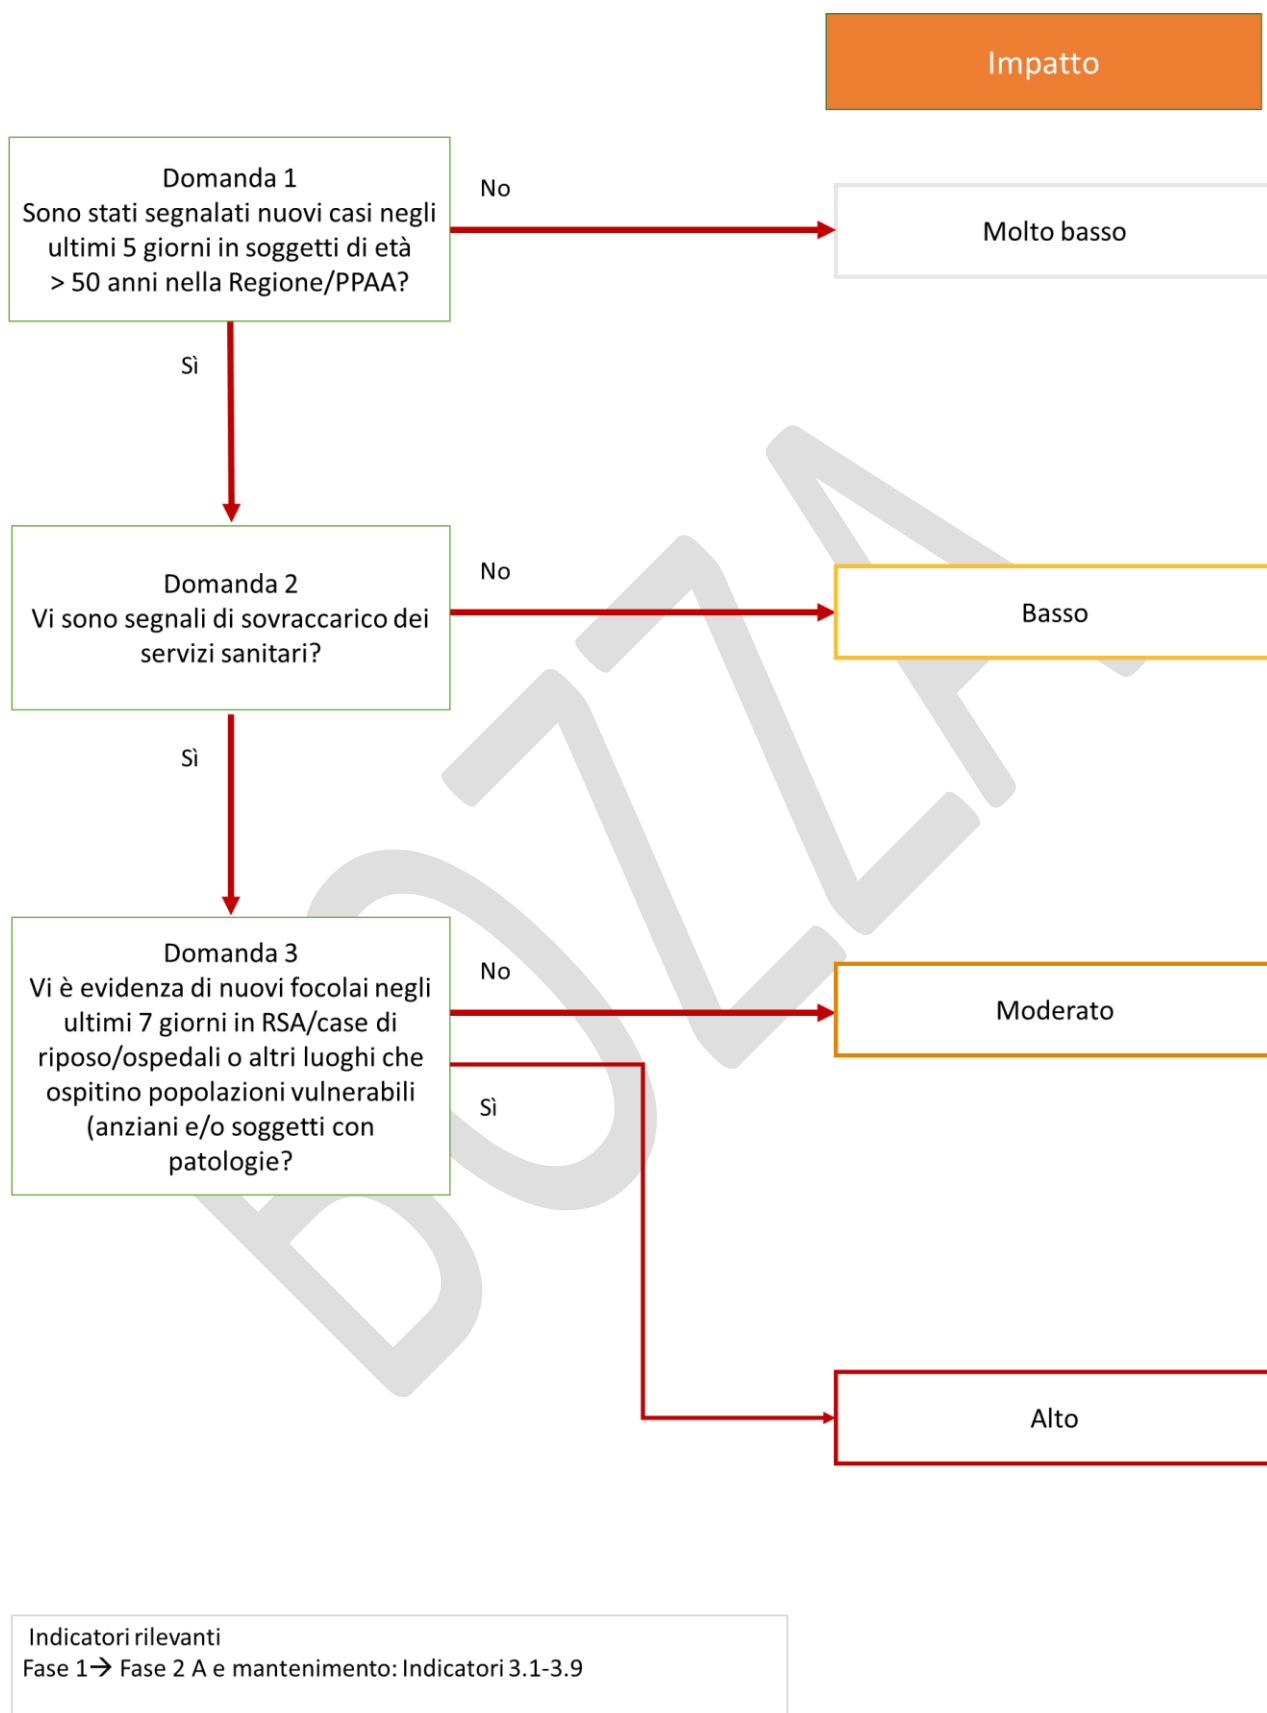 Impatto
Domanda 1
Sono stati segnalati nuovi casi negli
ultimi 5 giorni in soggetti di età
> 50 anni nella Regione/PPAA?
No
Molto basso
Sì
Domanda 2
Vi sono segnali di sovraccarico dei
servizi sanitari?
No
Basso
Sì
Domanda 3
Vi è evidenza di nuovi focolai negli
ultimi 7 giorni in RSA/case di
riposo/ospedali o altri luoghi che
ospitino popolazioni vulnerabili
(anziani e/o soggetti con
patologie?
No
Moderato
Sì
Alto
BOZZA
Indicatori rilevanti
Fase 1→ Fase 2 A e mantenimento: Indicatori 3.1-3.9